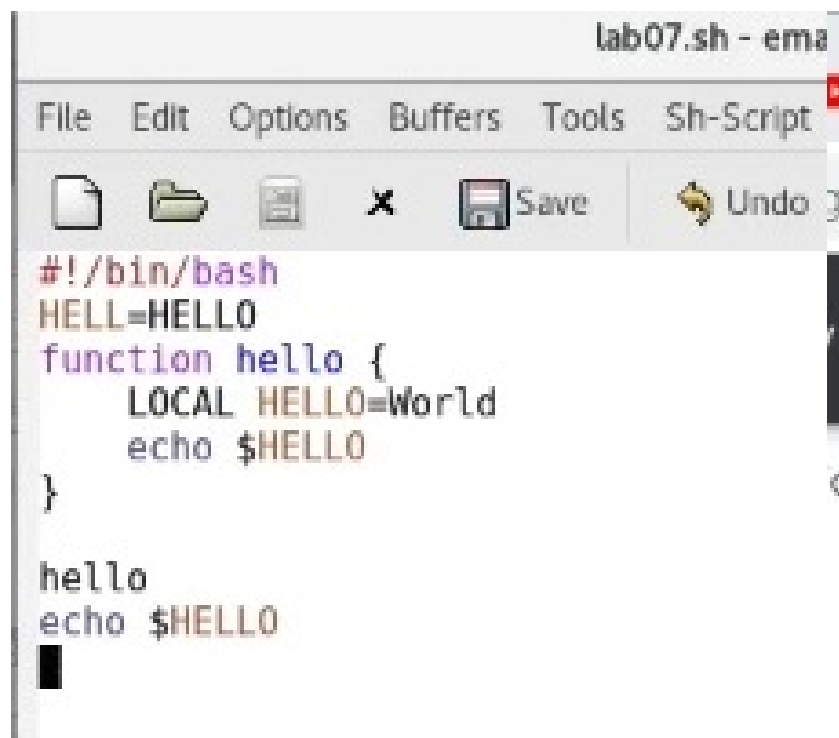 lab07.sh - ema
File Edit Options Buffers Tools Sh-Script
Save Undo
#!/bin/bash
HELL=HELLO
function hello {
LOCAL HELLO=World
echo $HELLO
}
hello
echo $HELLO